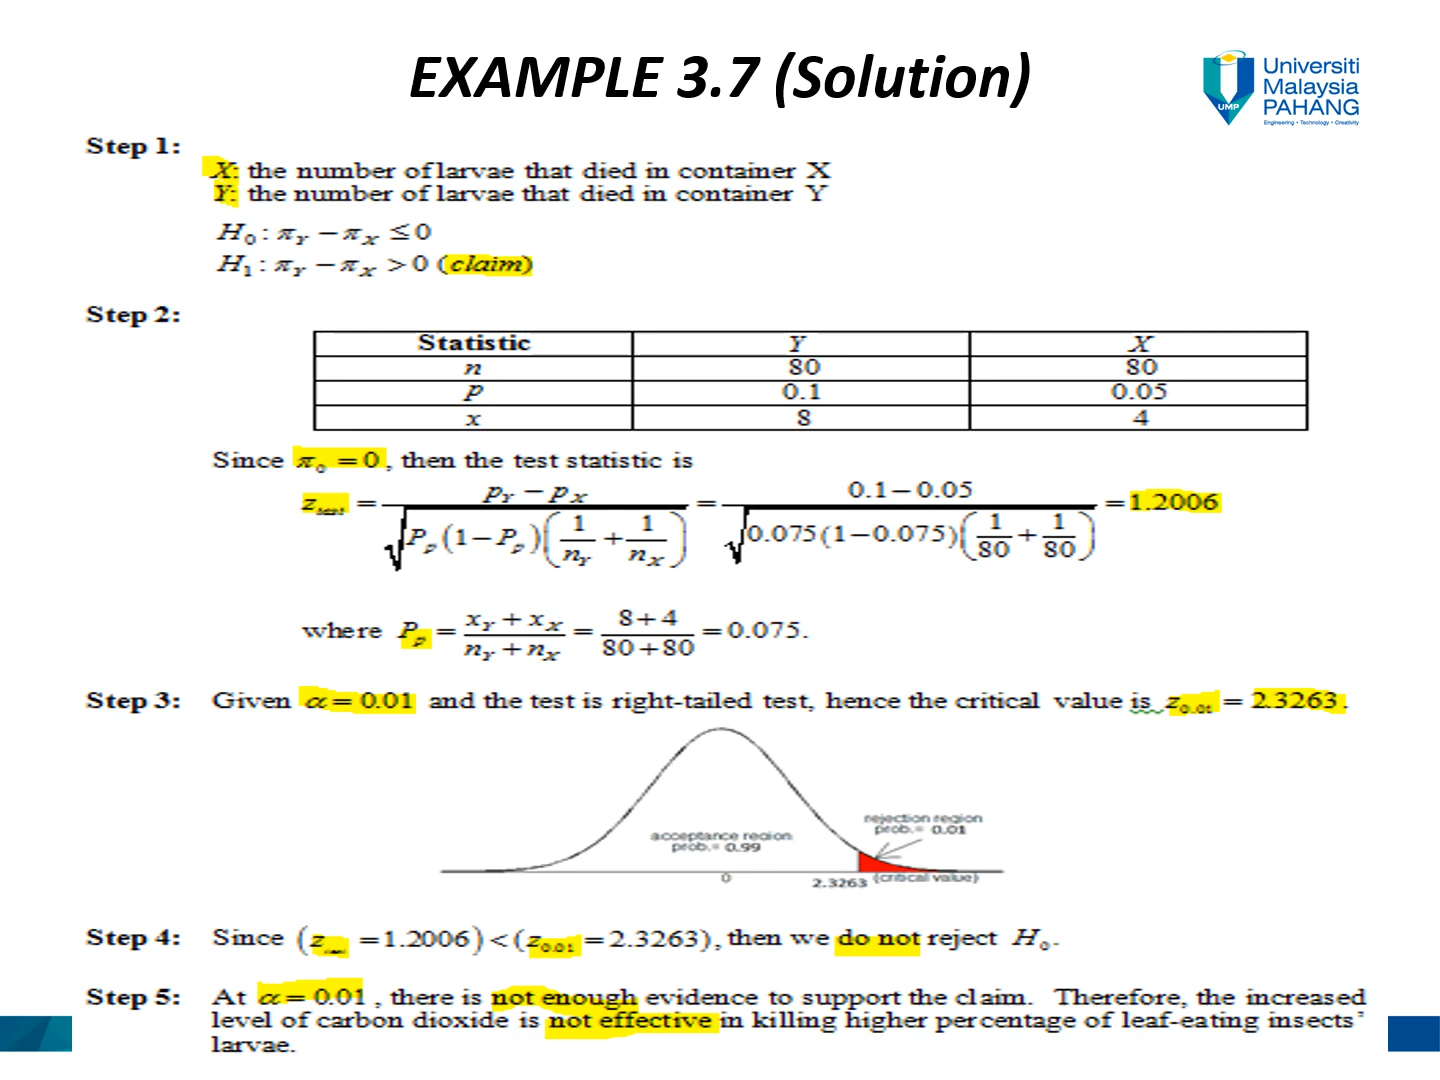 EXAMPLE 3.7 (Solution)
Universiti
Malaysia
PAHANG
UMP
Engineering • Technology • Creativity
Step 1:
X: the number of larvae that died in container X
Y: the number of larvae that died in container Y
H₀ : π_Y − π_X ≤ 0
H₁ : π_Y − π_X > 0 (claim)
Step 2:
Statistic Y X
n 80 80
p 0.1 0.05
x 8 4
Since π₀ = 0, then the test statistic is
z_test = (p_Y − p_X) / √(P_p(1 − P_p)(1/n_Y + 1/n_X)) = (0.1 − 0.05) / √(0.075(1 − 0.075)(1/80 + 1/80)) = 1.2006
where P_p = (x_Y + x_X) / (n_Y + n_X) = (8 + 4) / (80 + 80) = 0.075.
Step 3: Given α = 0.01 and the test is right-tailed test, hence the critical value is z_0.01 = 2.3263.
rejection region
prob.= 0.01
acceptance region
prob.= 0.99
0
2.3263 (critical value)
Step 4: Since (z_test = 1.2006) < (z_0.01 = 2.3263), then we do not reject H₀.
Step 5: At α = 0.01, there is not enough evidence to support the claim. Therefore, the increased
level of carbon dioxide is not effective in killing higher percentage of leaf-eating insects'
larvae.